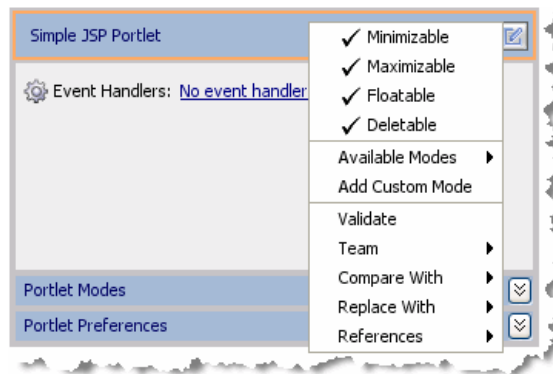 Simple JSP Portlet
Minimizable
Maximizable
Floatable
Deletable
Event Handlers: No event handler
Available Modes
Add Custom Mode
Validate
Team
Compare With
Replace With
References
Portlet Modes
Portlet Preferences